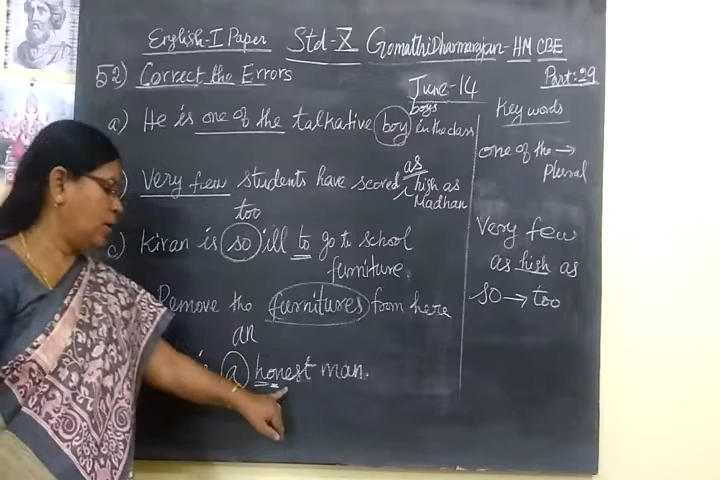 English-I Paper Std-X GomathiDharmarajan-HM CBE
52) Correct the Errors Part:29
June-14
boys
a) He is one of the talkative boy in the class
as
) Very few students have scored high as
Madhan
too
c) Kiran is so ill to go to school
furniture.
Remove the furnitures from here
an
is a honest man.
Key words
one of the →
plural
Very few
as high as
so → too